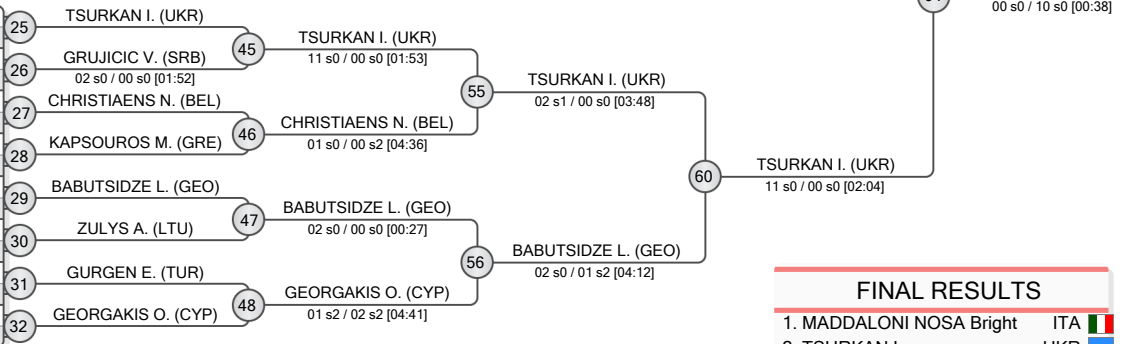 00 s0 / 10 s0 [00:38]
25
TSURKAN I. (UKR)
26
GRUJICIC V. (SRB)
02 s0 / 00 s0 [01:52]
45
TSURKAN I. (UKR)
11 s0 / 00 s0 [01:53]
27
CHRISTIAENS N. (BEL)
28
KAPSOUROS M. (GRE)
46
CHRISTIAENS N. (BEL)
01 s0 / 00 s2 [04:36]
55
TSURKAN I. (UKR)
02 s1 / 00 s0 [03:48]
29
BABUTSIDZE L. (GEO)
30
ZULYS A. (LTU)
47
BABUTSIDZE L. (GEO)
02 s0 / 00 s0 [00:27]
31
GURGEN E. (TUR)
32
GEORGAKIS O. (CYP)
48
GEORGAKIS O. (CYP)
01 s2 / 02 s2 [04:41]
56
BABUTSIDZE L. (GEO)
02 s0 / 01 s2 [04:12]
60
TSURKAN I. (UKR)
11 s0 / 00 s0 [02:04]
FINAL RESULTS
1. MADDALONI NOSA Bright ITA